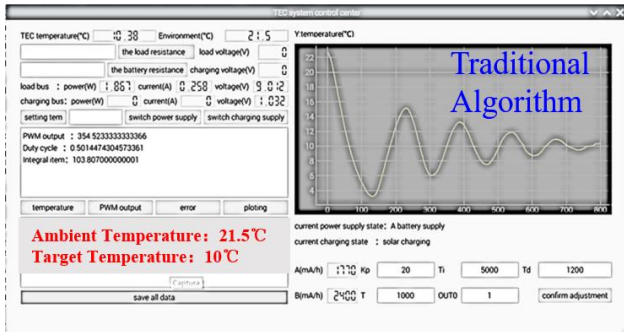 TEC system control center
TEC temperature(℃) 10.38 Environment(℃) 21.5
the load resistance load voltage(V) 0
the battery resistance charging voltage(V) 0
load bus : power(W) 1.867 current(A) 0.258 voltage(V) 9.012
charging bus: power(W) 0 current(A) 0 voltage(V) 1.032
setting tem switch power supply switch charging supply
PWM output : 354.5233333333366
Duty cycle : 0.5014474304573361
Integral item: 103.807000000001
temperature PWM output error ploting
Ambient Temperature: 21.5℃
Target Temperature: 10℃
Captura
save all data
Y:temperature(℃)
Traditional
Algorithm
22
20
18
16
14
12
10
8
6
4
0 100 200 300 400 500 600 700 800
current power supply state: A battery supply
current charging state : solar charging
A(mA/h) 1770 Kp 20 Ti 5000 Td 1200
B(mA/h) 2400 T 1000 OUT0 1 confirm adjustment